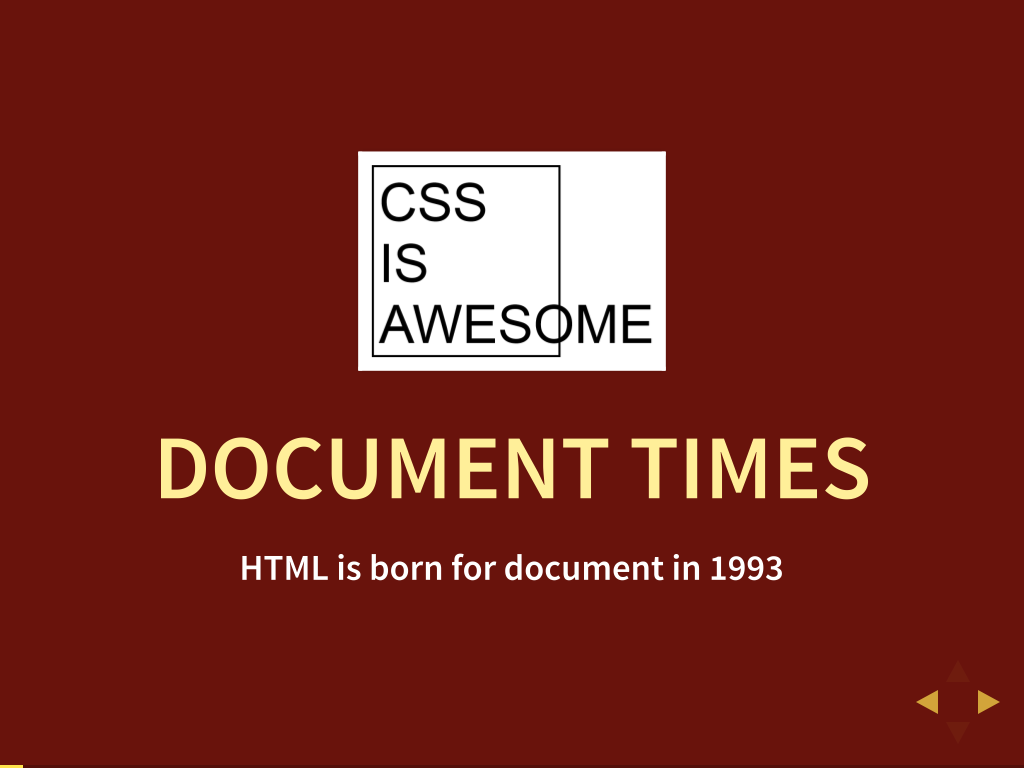 CSS
IS
AWESOME
DOCUMENT TIMES
HTML is born for document in 1993